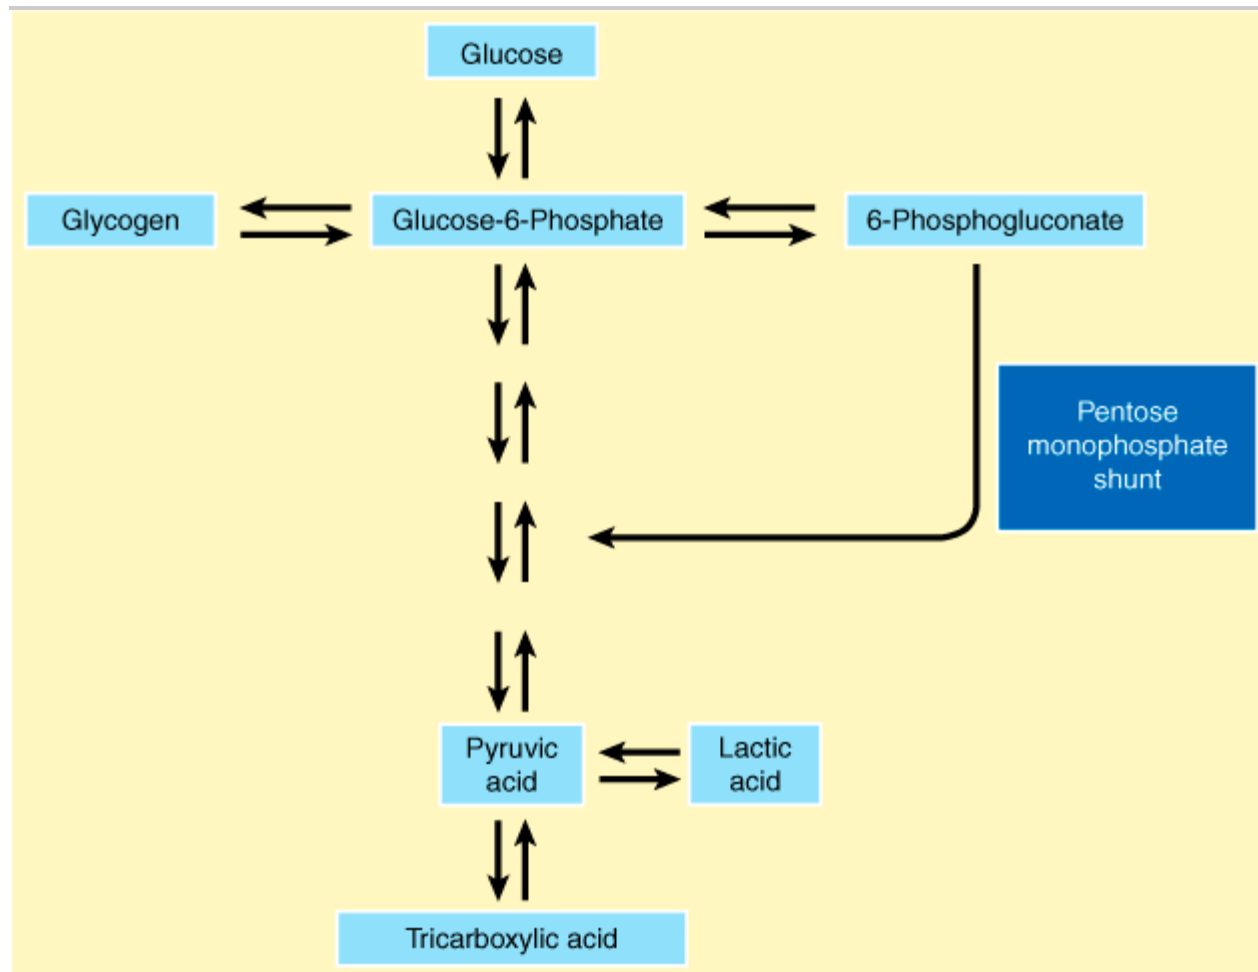 Glucose
Glycogen
Glucose-6-Phosphate
6-Phosphogluconate
Pentose
monophosphate
shunt
Pyruvic
acid
Lactic
acid
Tricarboxylic acid